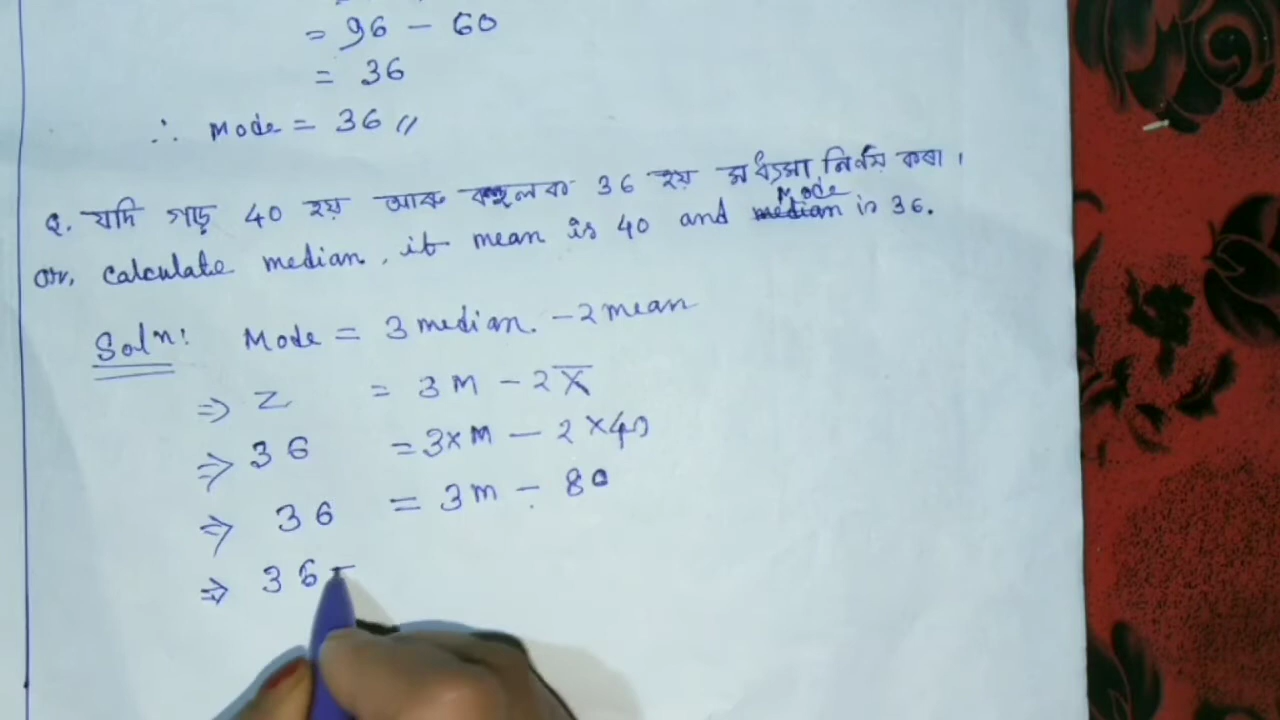 = 96 - 60
= 36
∴ Mode = 36 //
Q. যদি গড় 40 হয় আৰু বহুলক 36 হয় মধ্যমা নিৰ্ণয় কৰা।
Mode
or, calculate median, if mean is 40 and median is 36.
Solⁿ: Mode = 3 median. - 2 mean
⇒ Z = 3M - 2X̅
⇒ 36 = 3×M - 2×40
⇒ 36 = 3M - 80
⇒ 36